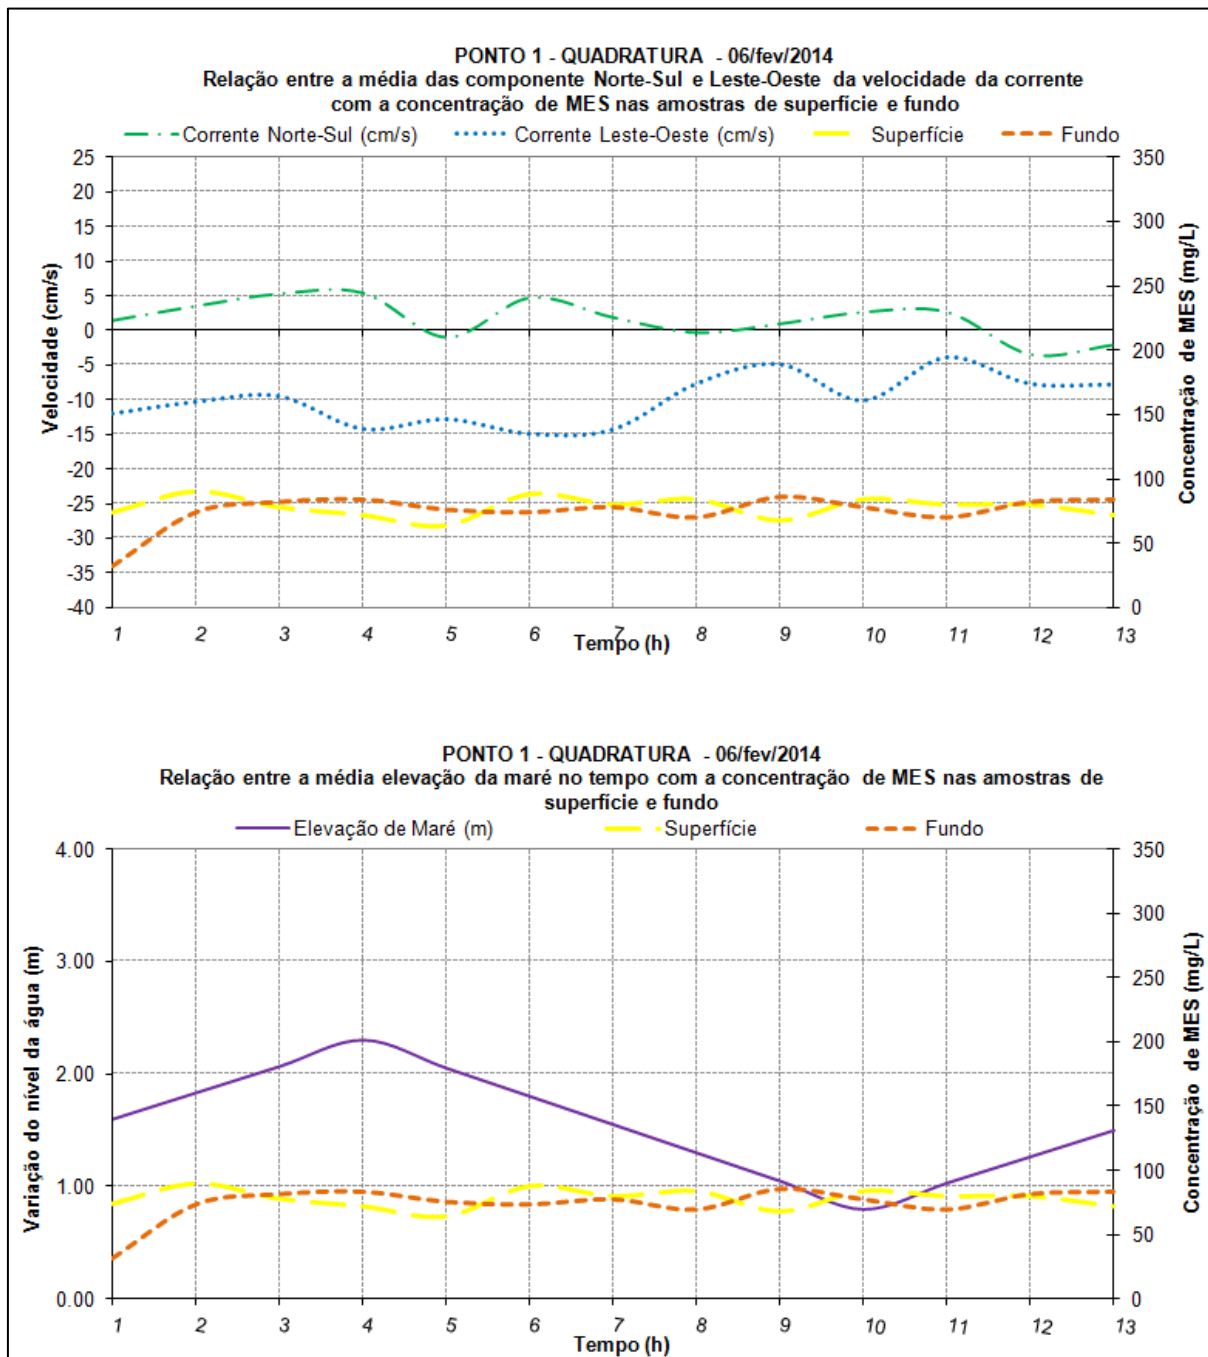 PONTO 1 - QUADRATURA - 06/fev/2014
Relação entre a média das componente Norte-Sul e Leste-Oeste da velocidade da corrente
com a concentração de MES nas amostras de superfície e fundo
Corrente Norte-Sul (cm/s) Corrente Leste-Oeste (cm/s) Superfície Fundo
25
20
15
10
5
0
-5
-10
-15
-20
-25
-30
-35
-40
Velocidade (cm/s)
350
300
250
200
150
100
50
0
Concentração de MES (mg/L)
1 2 3 4 5 6 7 8 9 10 11 12 13
Tempo (h)
PONTO 1 - QUADRATURA - 06/fev/2014
Relação entre a média elevação da maré no tempo com a concentração de MES nas amostras de
superfície e fundo
Elevação de Maré (m) Superfície Fundo
4.00
3.00
2.00
1.00
0.00
Variação do nível da água (m)
350
300
250
200
150
100
50
0
Concentração de MES (mg/L)
1 2 3 4 5 6 7 8 9 10 11 12 13
Tempo (h)